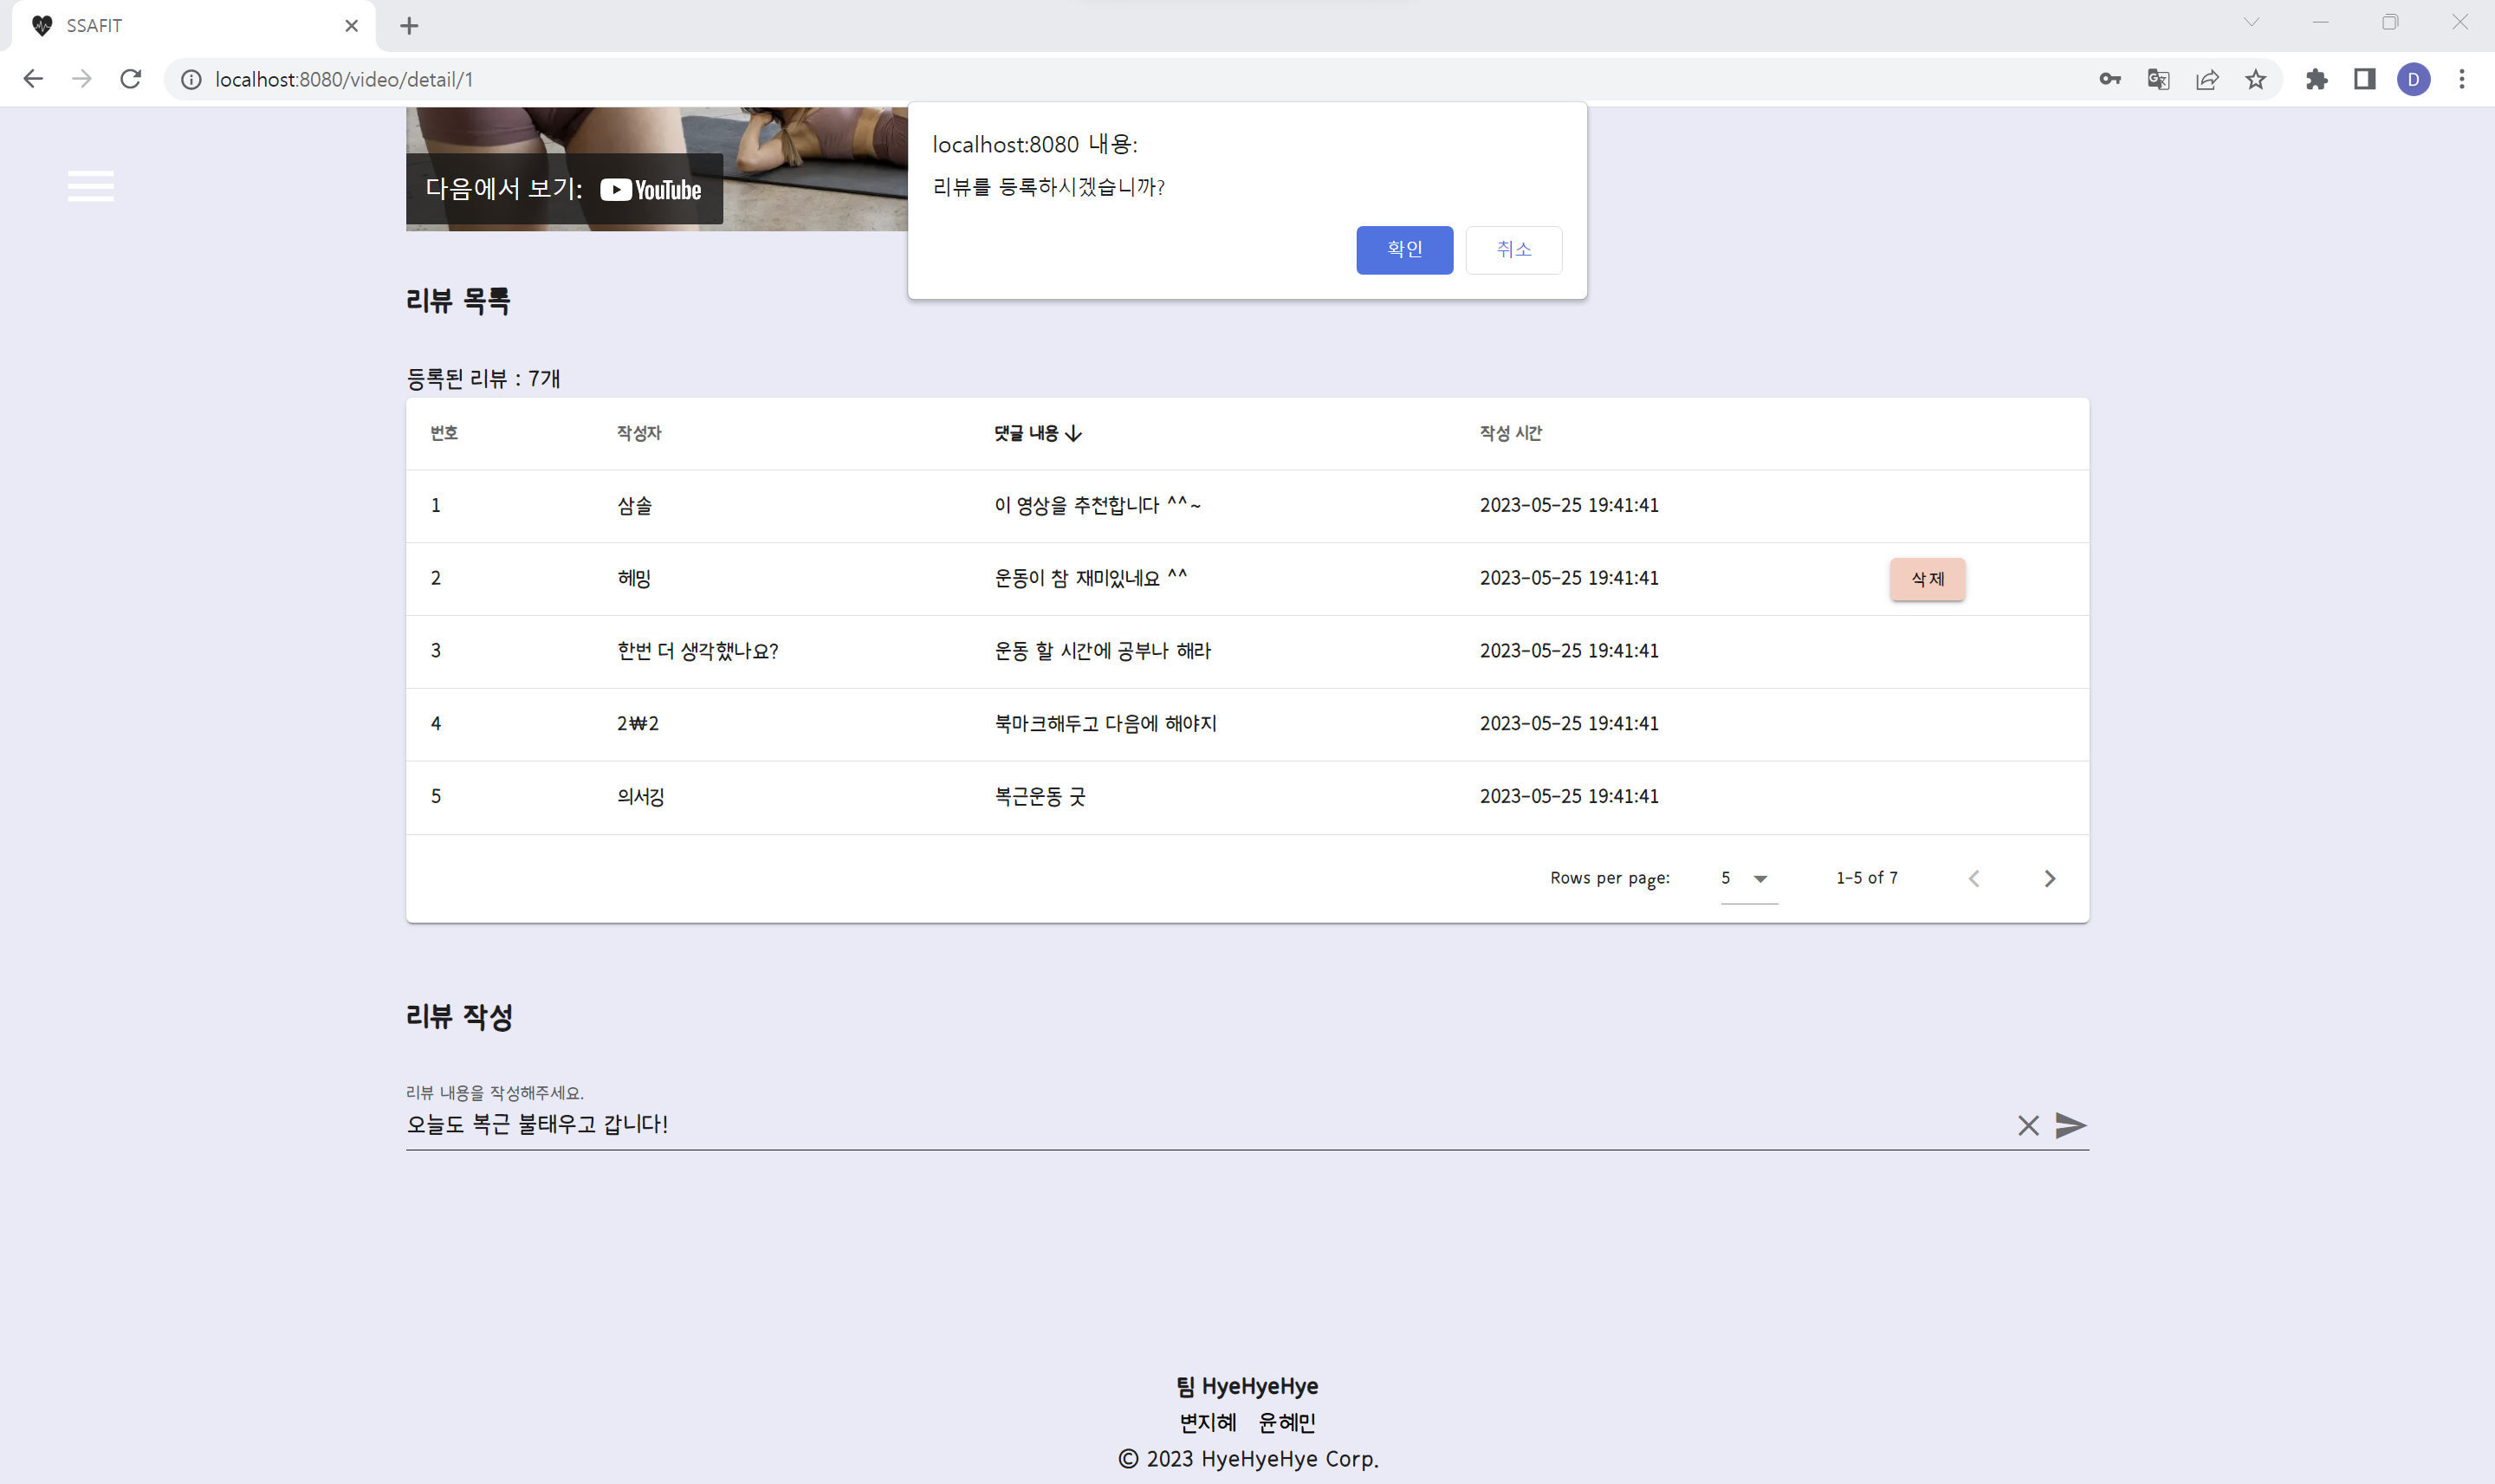 SSAFIT
localhost:8080/video/detail/1
D
localhost:8080 내용:
리뷰를 등록하시겠습니까?
확인 취소
다음에서 보기: YouTube
리뷰 목록
등록된 리뷰 : 7개
번호 작성자 댓글 내용 작성 시간
1 삼솔 이 영상을 추천합니다 ^^~ 2023-05-25 19:41:41
2 헤밍 운동이 참 재미있네요 ^^ 2023-05-25 19:41:41 삭제
3 한번 더 생각했나요? 운동 할 시간에 공부나 해라 2023-05-25 19:41:41
4 2₩2 북마크해두고 다음에 해야지 2023-05-25 19:41:41
5 의서깅 복근운동 굿 2023-05-25 19:41:41
Rows per page: 5 1-5 of 7
리뷰 작성
리뷰 내용을 작성해주세요.
오늘도 복근 불태우고 갑니다!
팀 HyeHyeHye
변지혜 윤혜민
© 2023 HyeHyeHye Corp.